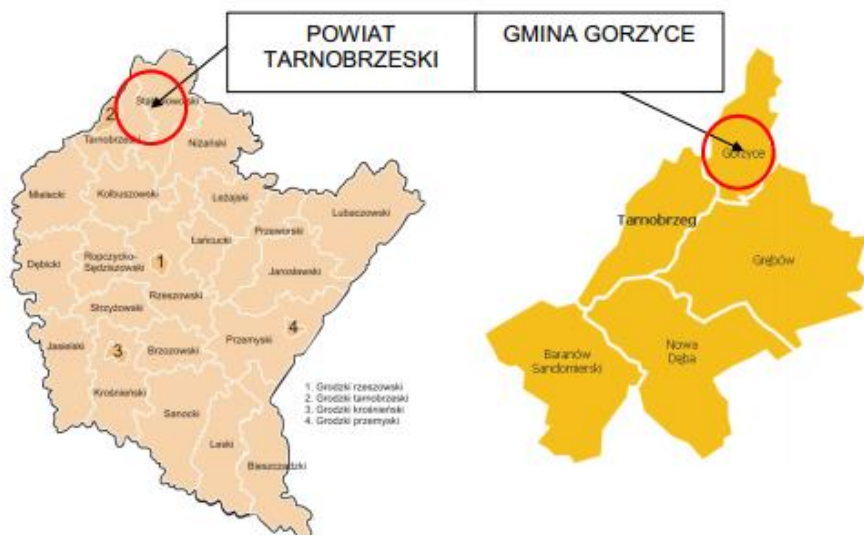 POWIAT
TARNOBRZESKI
GMINA GORZYCE
2
Tarnobrzeski
Niżański
Mielecki
Kolbuszowski
Leżajski
Lubaczowski
Łańcucki
Przeworski
Dębicki
Ropczycko-
Sędziszowski
1
Jarosławski
Rzeszowski
Strzyżowski
Jasielski
3
Brzozowski
Przemyski
4
Krośnieński
Sanocki
Leski
Bieszczadzki
1. Grodzki rzeszowski
2. Grodzki tarnobrzeski
3. Grodzki krośnieński
4. Grodzki przemyski
Gorzyce
Tarnobrzeg
Grębów
Baranów
Sandomierski
Nowa
Dęba